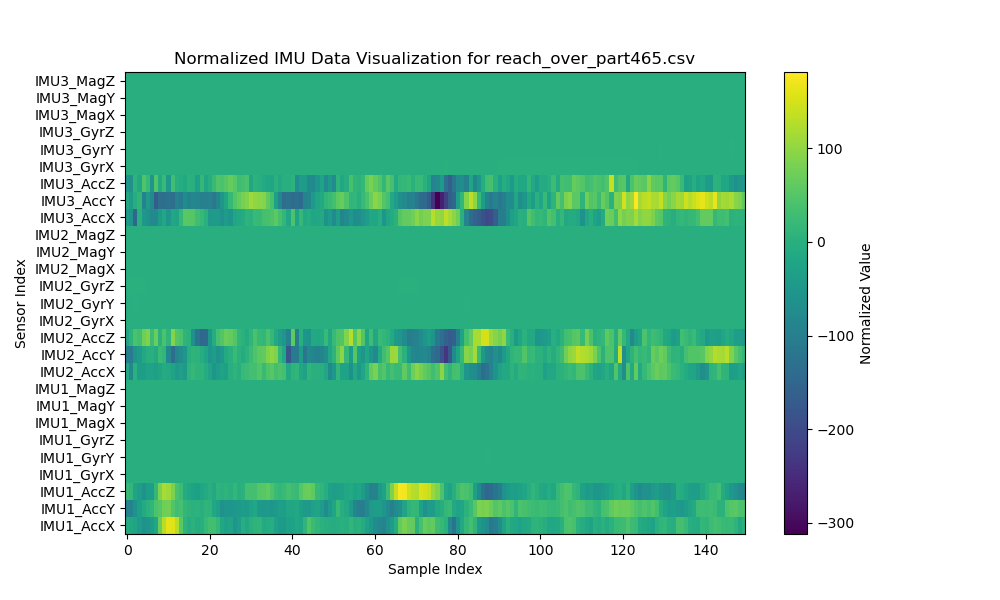 Normalized IMU Data Visualization for reach_over_part465.csv
IMU3_MagZ
IMU3_MagY
IMU3_MagX
IMU3_GyrZ
IMU3_GyrY
IMU3_GyrX
IMU3_AccZ
IMU3_AccY
IMU3_AccX
IMU2_MagZ
IMU2_MagY
IMU2_MagX
IMU2_GyrZ
IMU2_GyrY
IMU2_GyrX
IMU2_AccZ
IMU2_AccY
IMU2_AccX
IMU1_MagZ
IMU1_MagY
IMU1_MagX
IMU1_GyrZ
IMU1_GyrY
IMU1_GyrX
IMU1_AccZ
IMU1_AccY
IMU1_AccX
Sensor Index
0 20 40 60 80 100 120 140
Sample Index
100
0
−100
−200
−300
Normalized Value